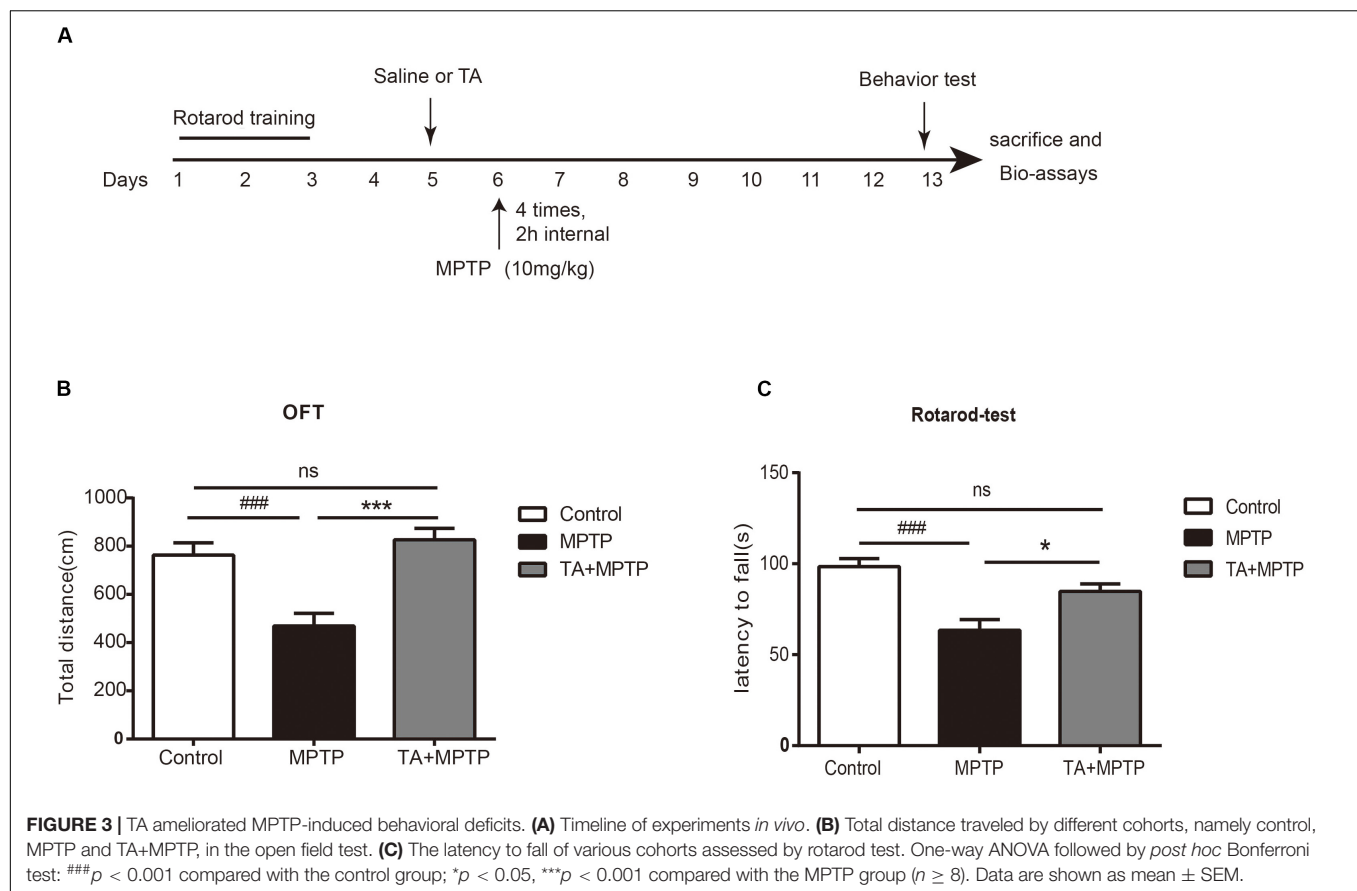 A
Saline or TA
Behavior test
Rotarod training
sacrifice and
Bio-assays
Days 1 2 3 4 5 6 7 8 9 10 11 12 13
4 times,
2h internal
MPTP (10mg/kg)
B
OFT
ns
### ***
Total distance(cm)
1000
800
600
400
200
0
Control MPTP TA+MPTP
Control
MPTP
TA+MPTP
C
Rotarod-test
ns
###
*
latency to fall(s)
150
100
50
0
Control MPTP TA+MPTP
Control
MPTP
TA+MPTP
FIGURE 3 | TA ameliorated MPTP-induced behavioral deficits. (A) Timeline of experiments in vivo. (B) Total distance traveled by different cohorts, namely control,
MPTP and TA+MPTP, in the open field test. (C) The latency to fall of various cohorts assessed by rotarod test. One-way ANOVA followed by post hoc Bonferroni
test: ###p < 0.001 compared with the control group; *p < 0.05, ***p < 0.001 compared with the MPTP group (n ≥ 8). Data are shown as mean ± SEM.